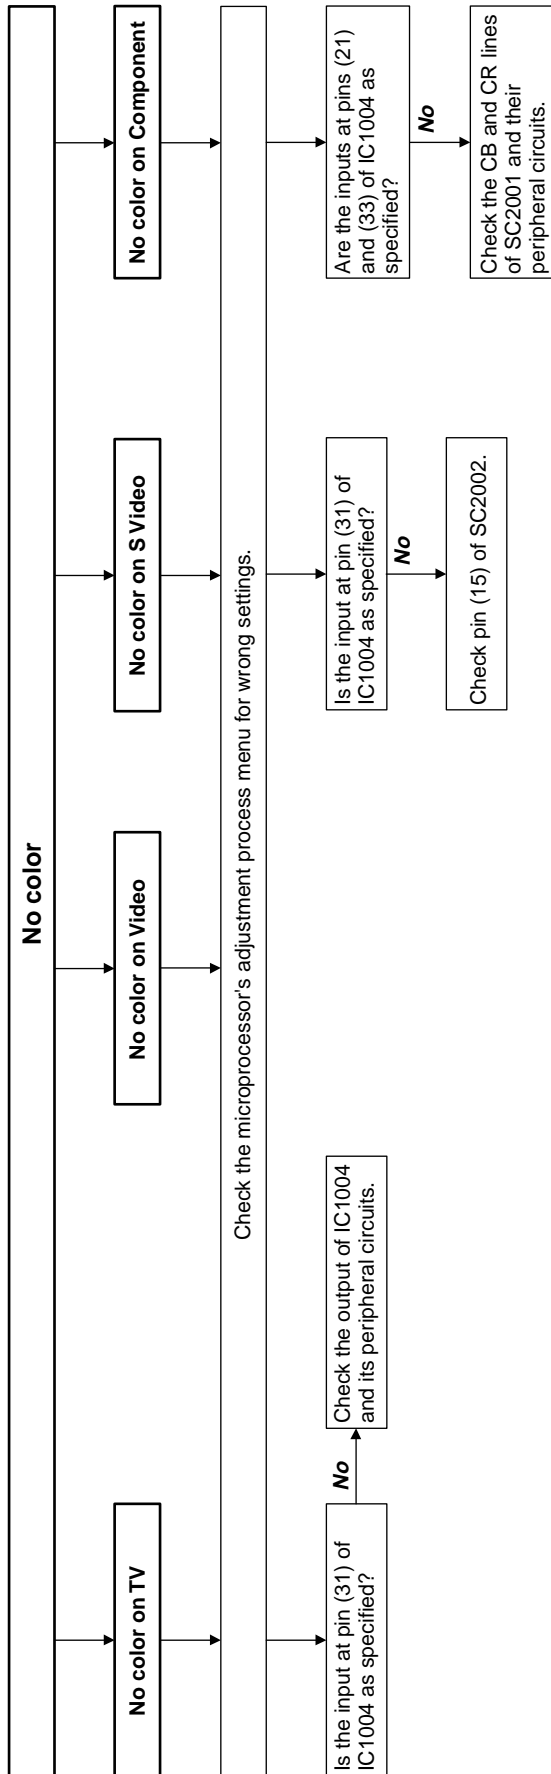 No color
No color on TV
No color on Video
No color on S Video
No color on Component
Check the microprocessor's adjustment process menu for wrong settings.
Is the input at pin (31) of
IC1004 as specified?
No
Check the output of IC1004
and its peripheral circuits.
Is the input at pin (31) of
IC1004 as specified?
No
Check pin (15) of SC2002.
Are the inputs at pins (21)
and (33) of IC1004 as
specified?
No
Check the CB and CR lines
of SC2001 and their
peripheral circuits.